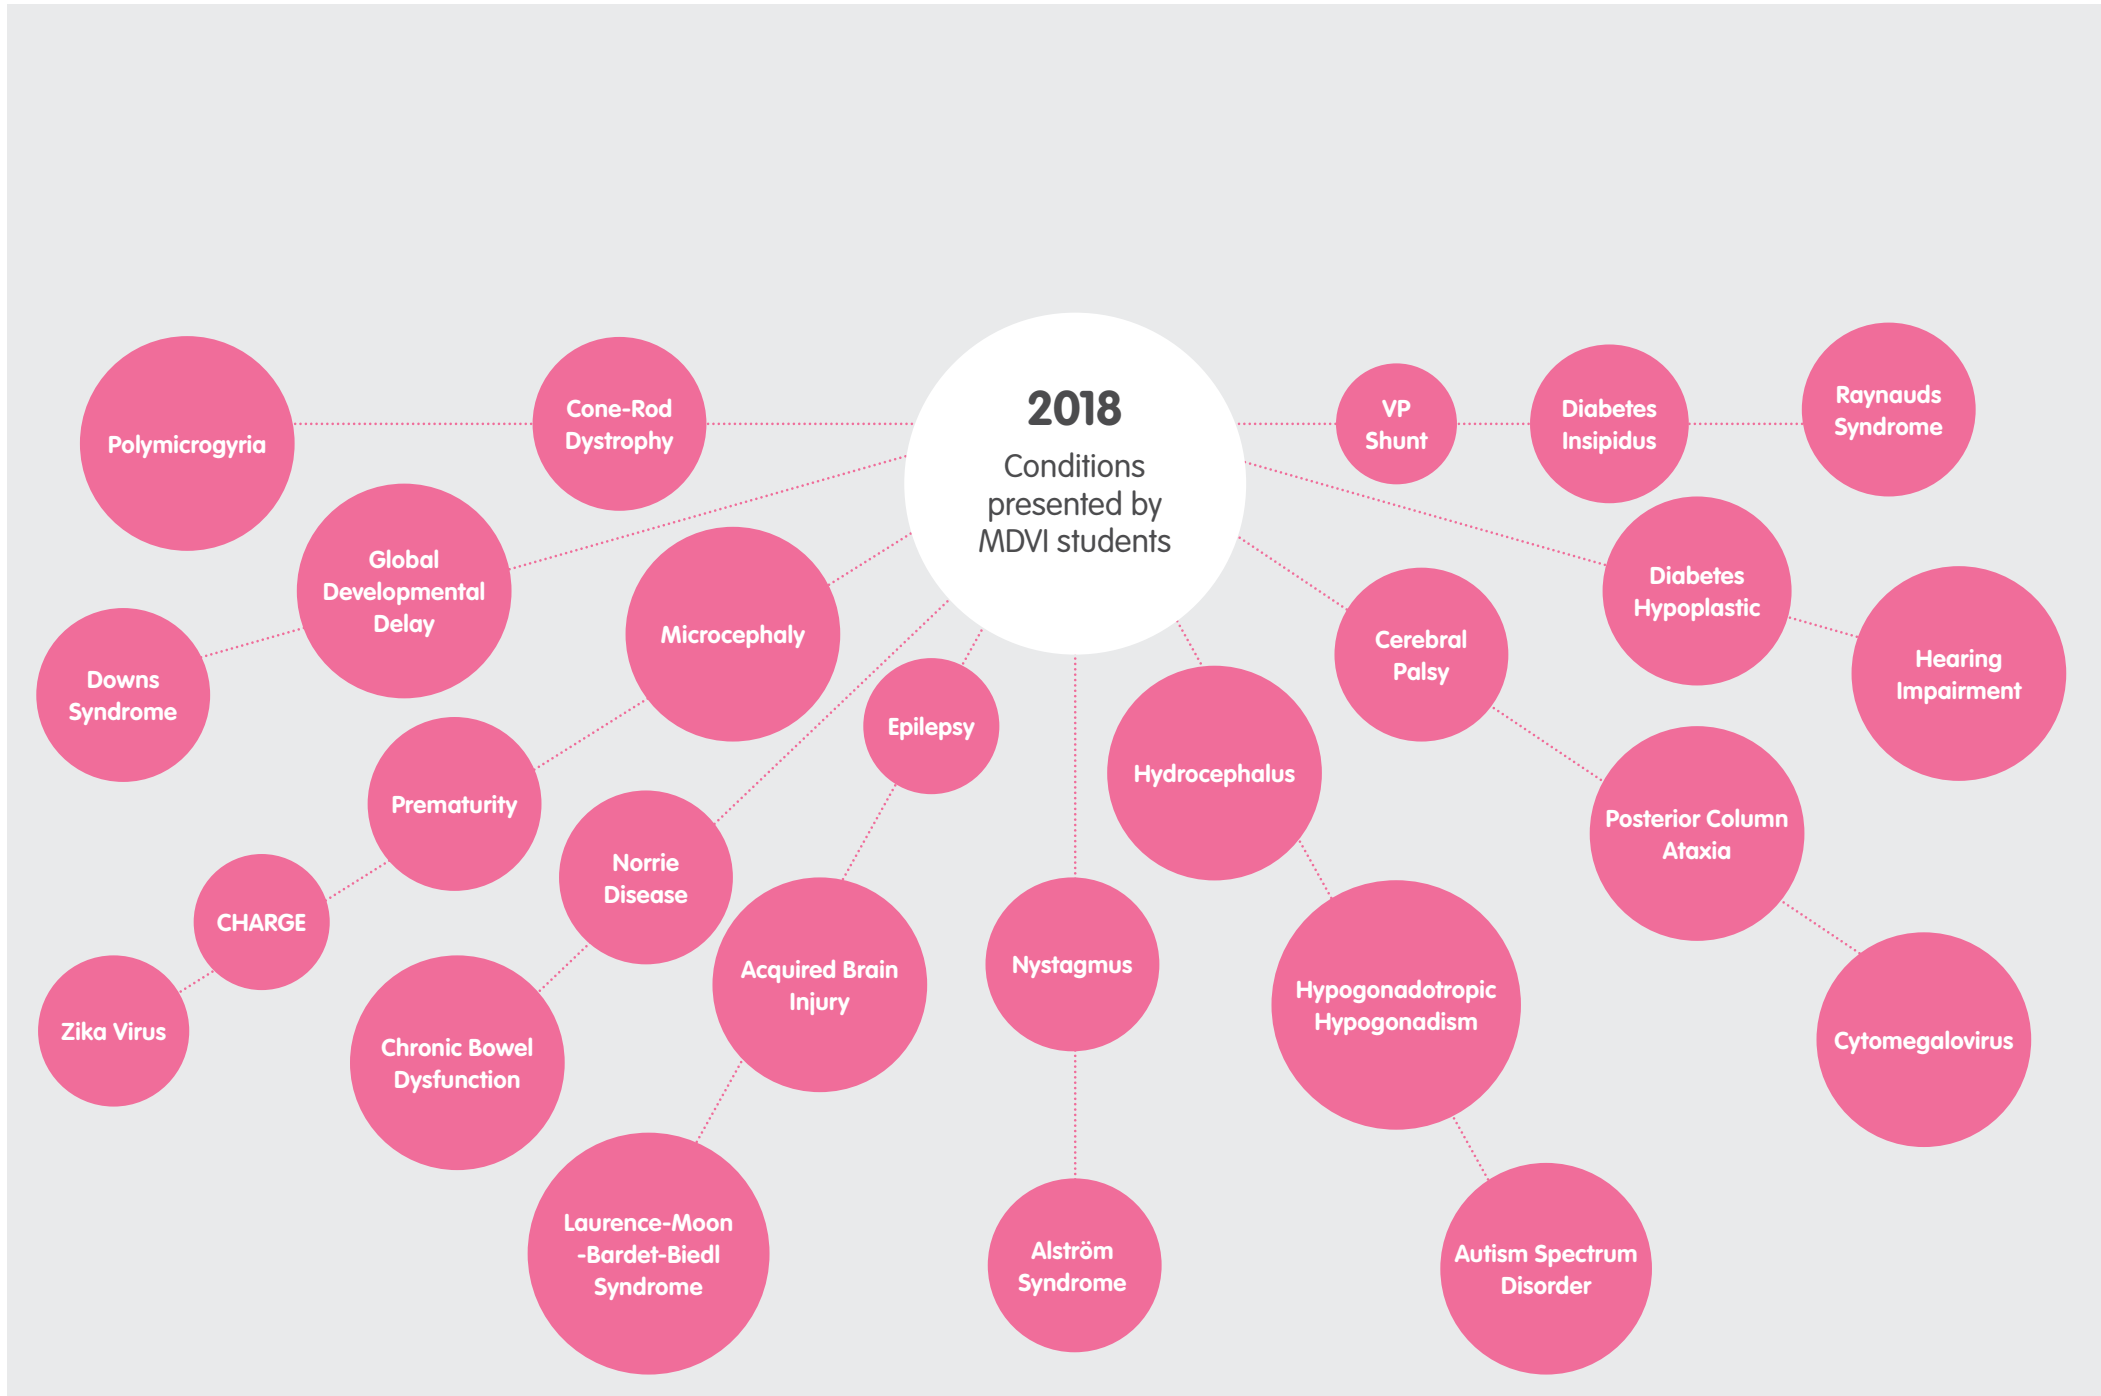 2018
Conditions
presented by
MDVI students
Polymicrogyria
Cone-Rod
Dystrophy
VP
Shunt
Diabetes
Insipidus
Raynauds
Syndrome
Global
Developmental
Delay
Downs
Syndrome
Microcephaly
Prematurity
CHARGE
Zika Virus
Norrie
Disease
Chronic Bowel
Dysfunction
Epilepsy
Acquired Brain
Injury
Laurence-Moon
-Bardet-Biedl
Syndrome
Nystagmus
Alström
Syndrome
Hydrocephalus
Hypogonadotropic
Hypogonadism
Autism Spectrum
Disorder
Cerebral
Palsy
Posterior Column
Ataxia
Cytomegalovirus
Diabetes
Hypoplastic
Hearing
Impairment